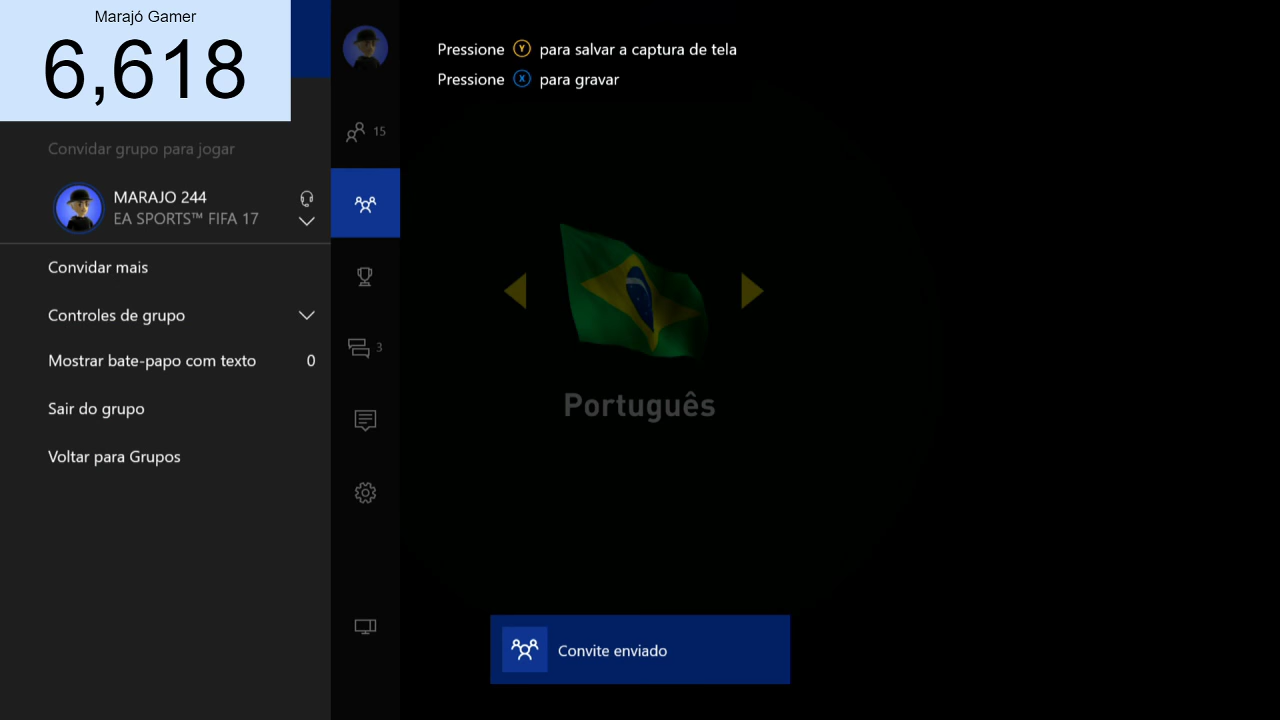 Marajó Gamer
6,618
Convidar grupo para jogar
MARAJO 244
EA SPORTS™ FIFA 17
Convidar mais
Controles de grupo
Mostrar bate-papo com texto 0
Sair do grupo
Voltar para Grupos
15
3
Pressione Y para salvar a captura de tela
Pressione X para gravar
Português
Convite enviado